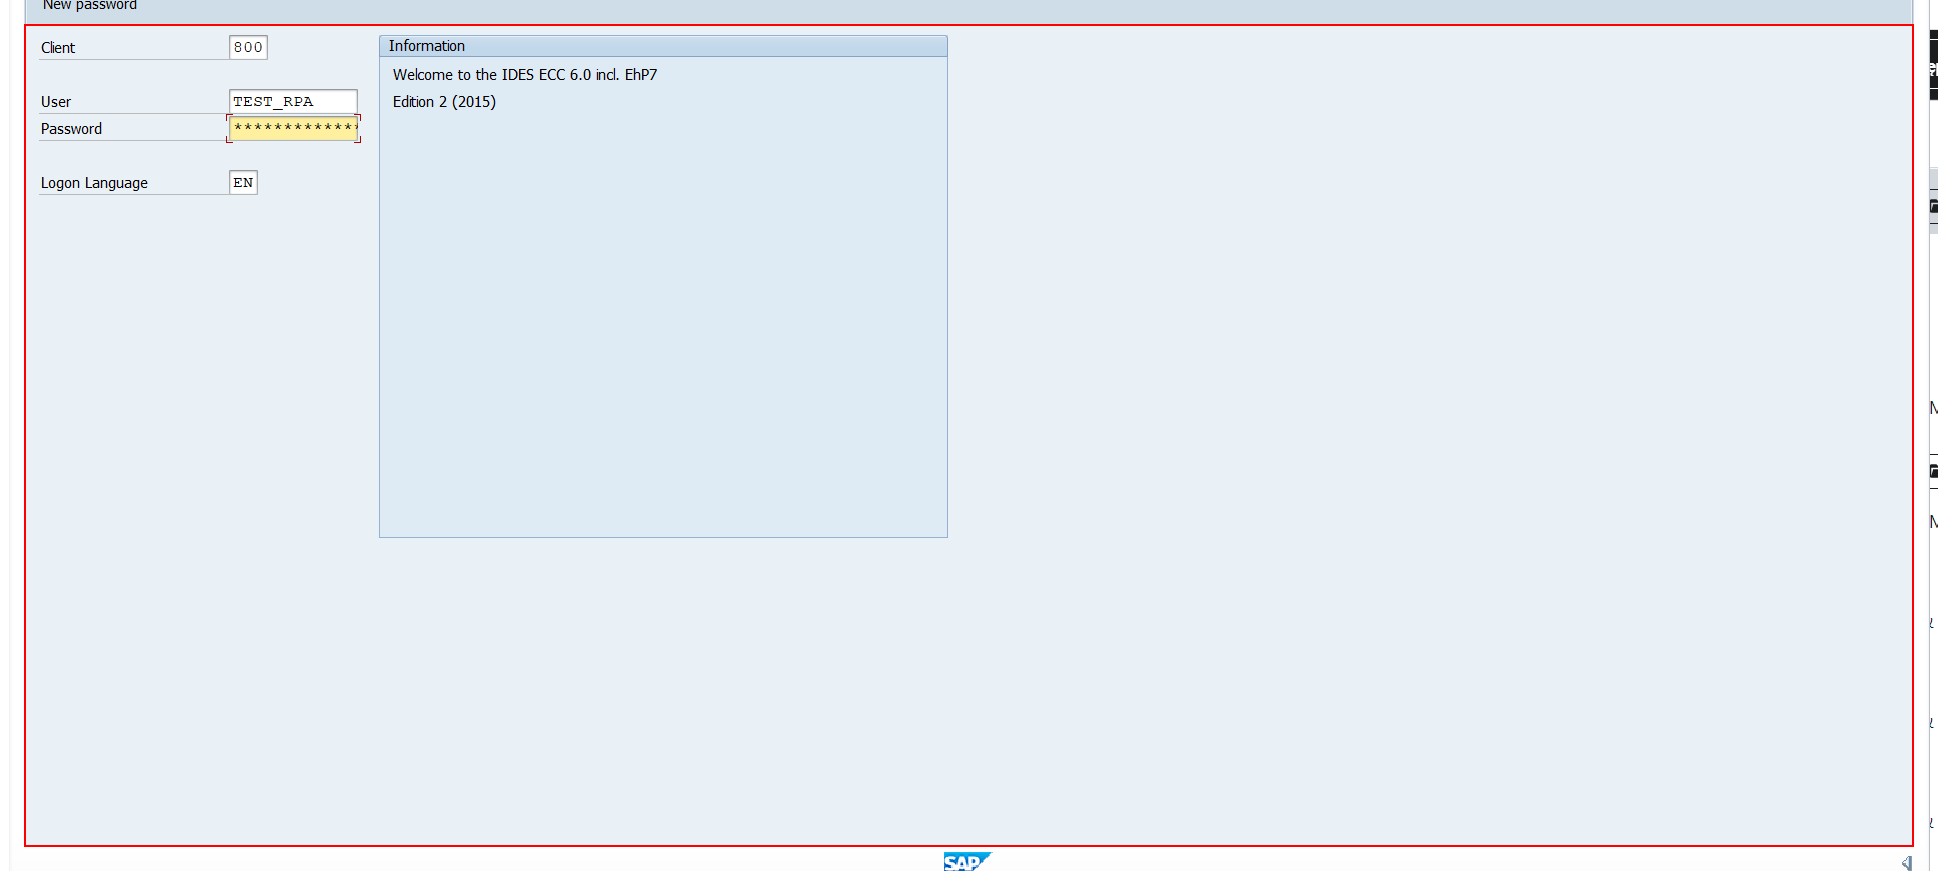 New password
Client 800
Information
Welcome to the IDES ECC 6.0 incl. EhP7
User TEST_RPA
Edition 2 (2015)
Password *************
Logon Language EN
SAP